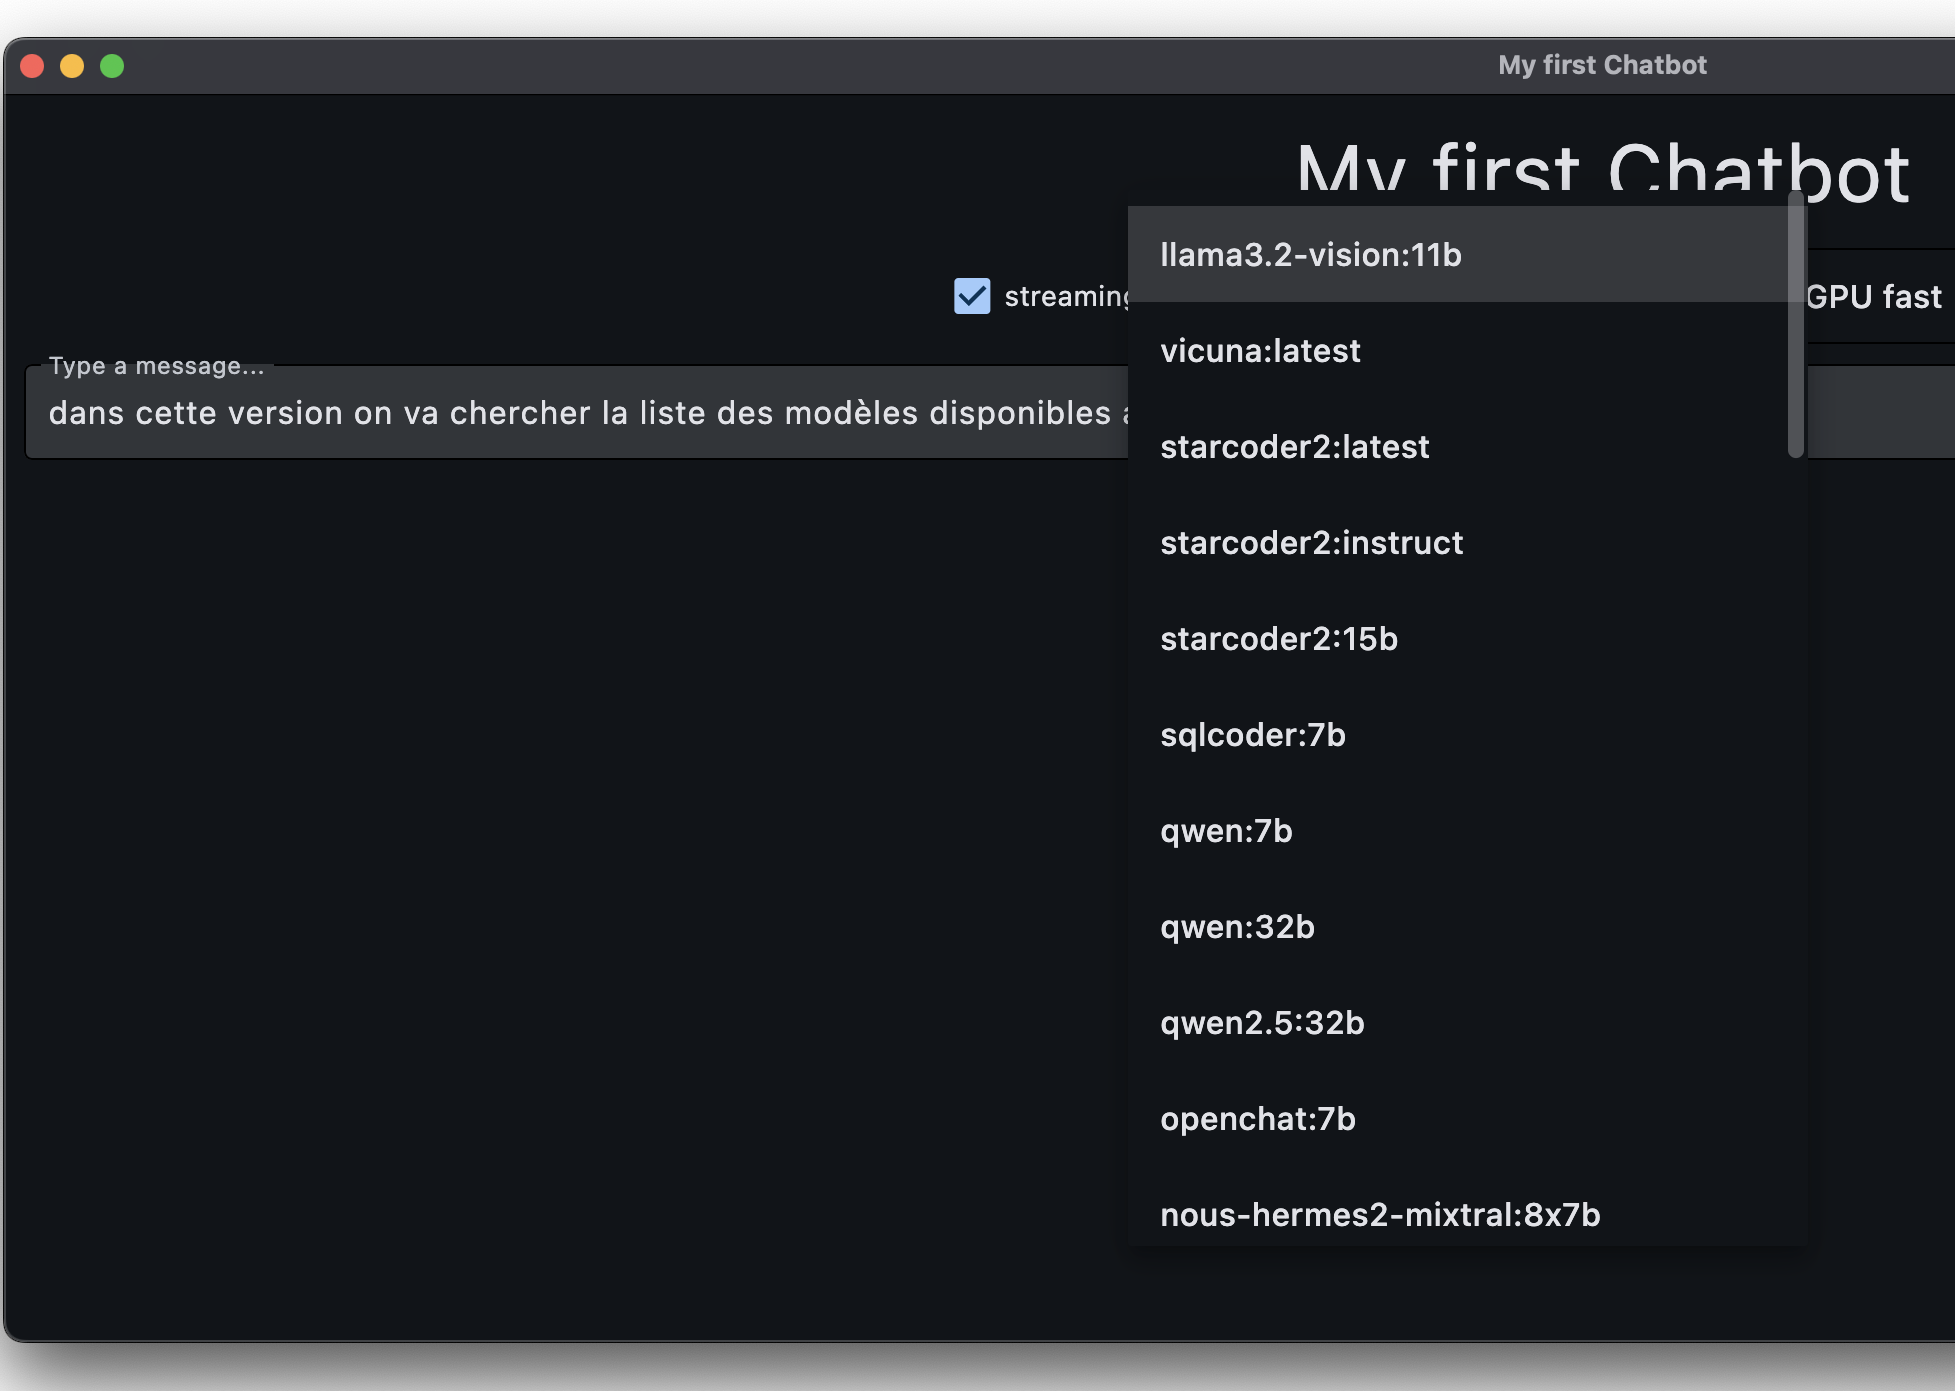 My first Chatbot
My first Chatbot
streaming
GPU fast
Type a message...
dans cette version on va chercher la liste des modèles disponibles
llama3.2-vision:11b
vicuna:latest
starcoder2:latest
starcoder2:instruct
starcoder2:15b
sqlcoder:7b
qwen:7b
qwen:32b
qwen2.5:32b
openchat:7b
nous-hermes2-mixtral:8x7b